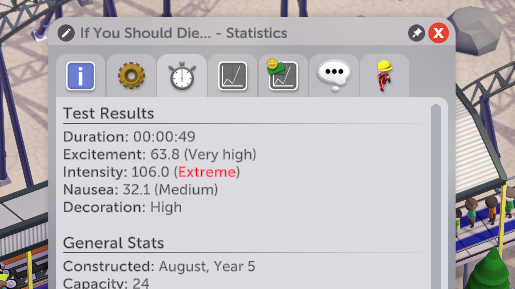 If You Should Die... - Statistics
Test Results
Duration: 00:00:49
Excitement: 63.8 (Very high)
Intensity: 106.0 (Extreme)
Nausea: 32.1 (Medium)
Decoration: High
General Stats
Constructed: August, Year 5
Capacity: 24